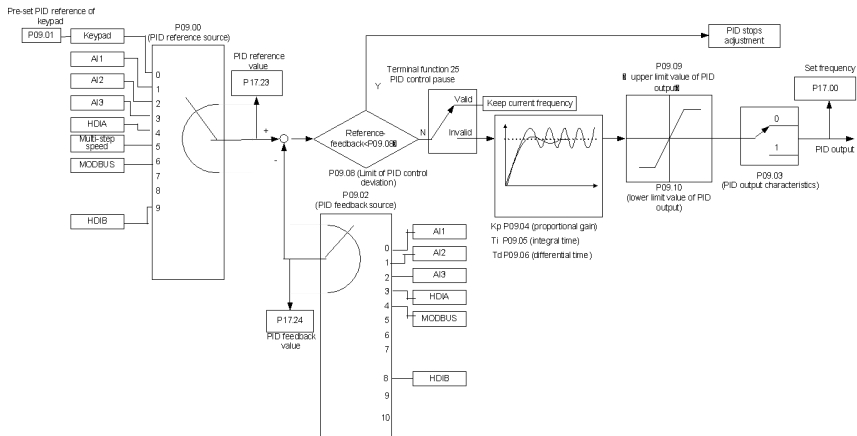 Pre-set PID reference of
keypad
P09.01
Keypad
AI1
AI2
AI3
HDIA
Multi-step
speed
MODBUS
HDIB
P09.00
(PID reference source)
0
1
2
3
4
5
6
7
8
9
PID reference
value
P17.23
+
-
Reference-
feedback<P09.08
P09.08 (Limit of PID control
deviation)
Y
N
Terminal function 25
PID control pause
Valid
Invalid
Keep current frequency
PID stops
adjustment
Kp P09.04 (proportional gain)
Ti P09.05 (integral time)
Td P09.06 (differential time)
P09.09
upper limit value of PID
output
P09.10
(lower limit value of PID
output)
0
1
P09.03
(PID output characteristics)
Set frequency
P17.00
PID output
P09.02
(PID feedback source)
0
1
2
3
4
5
6
7
8
9
10
AI1
AI2
AI3
HDIA
MODBUS
HDIB
P17.24
PID feedback
value